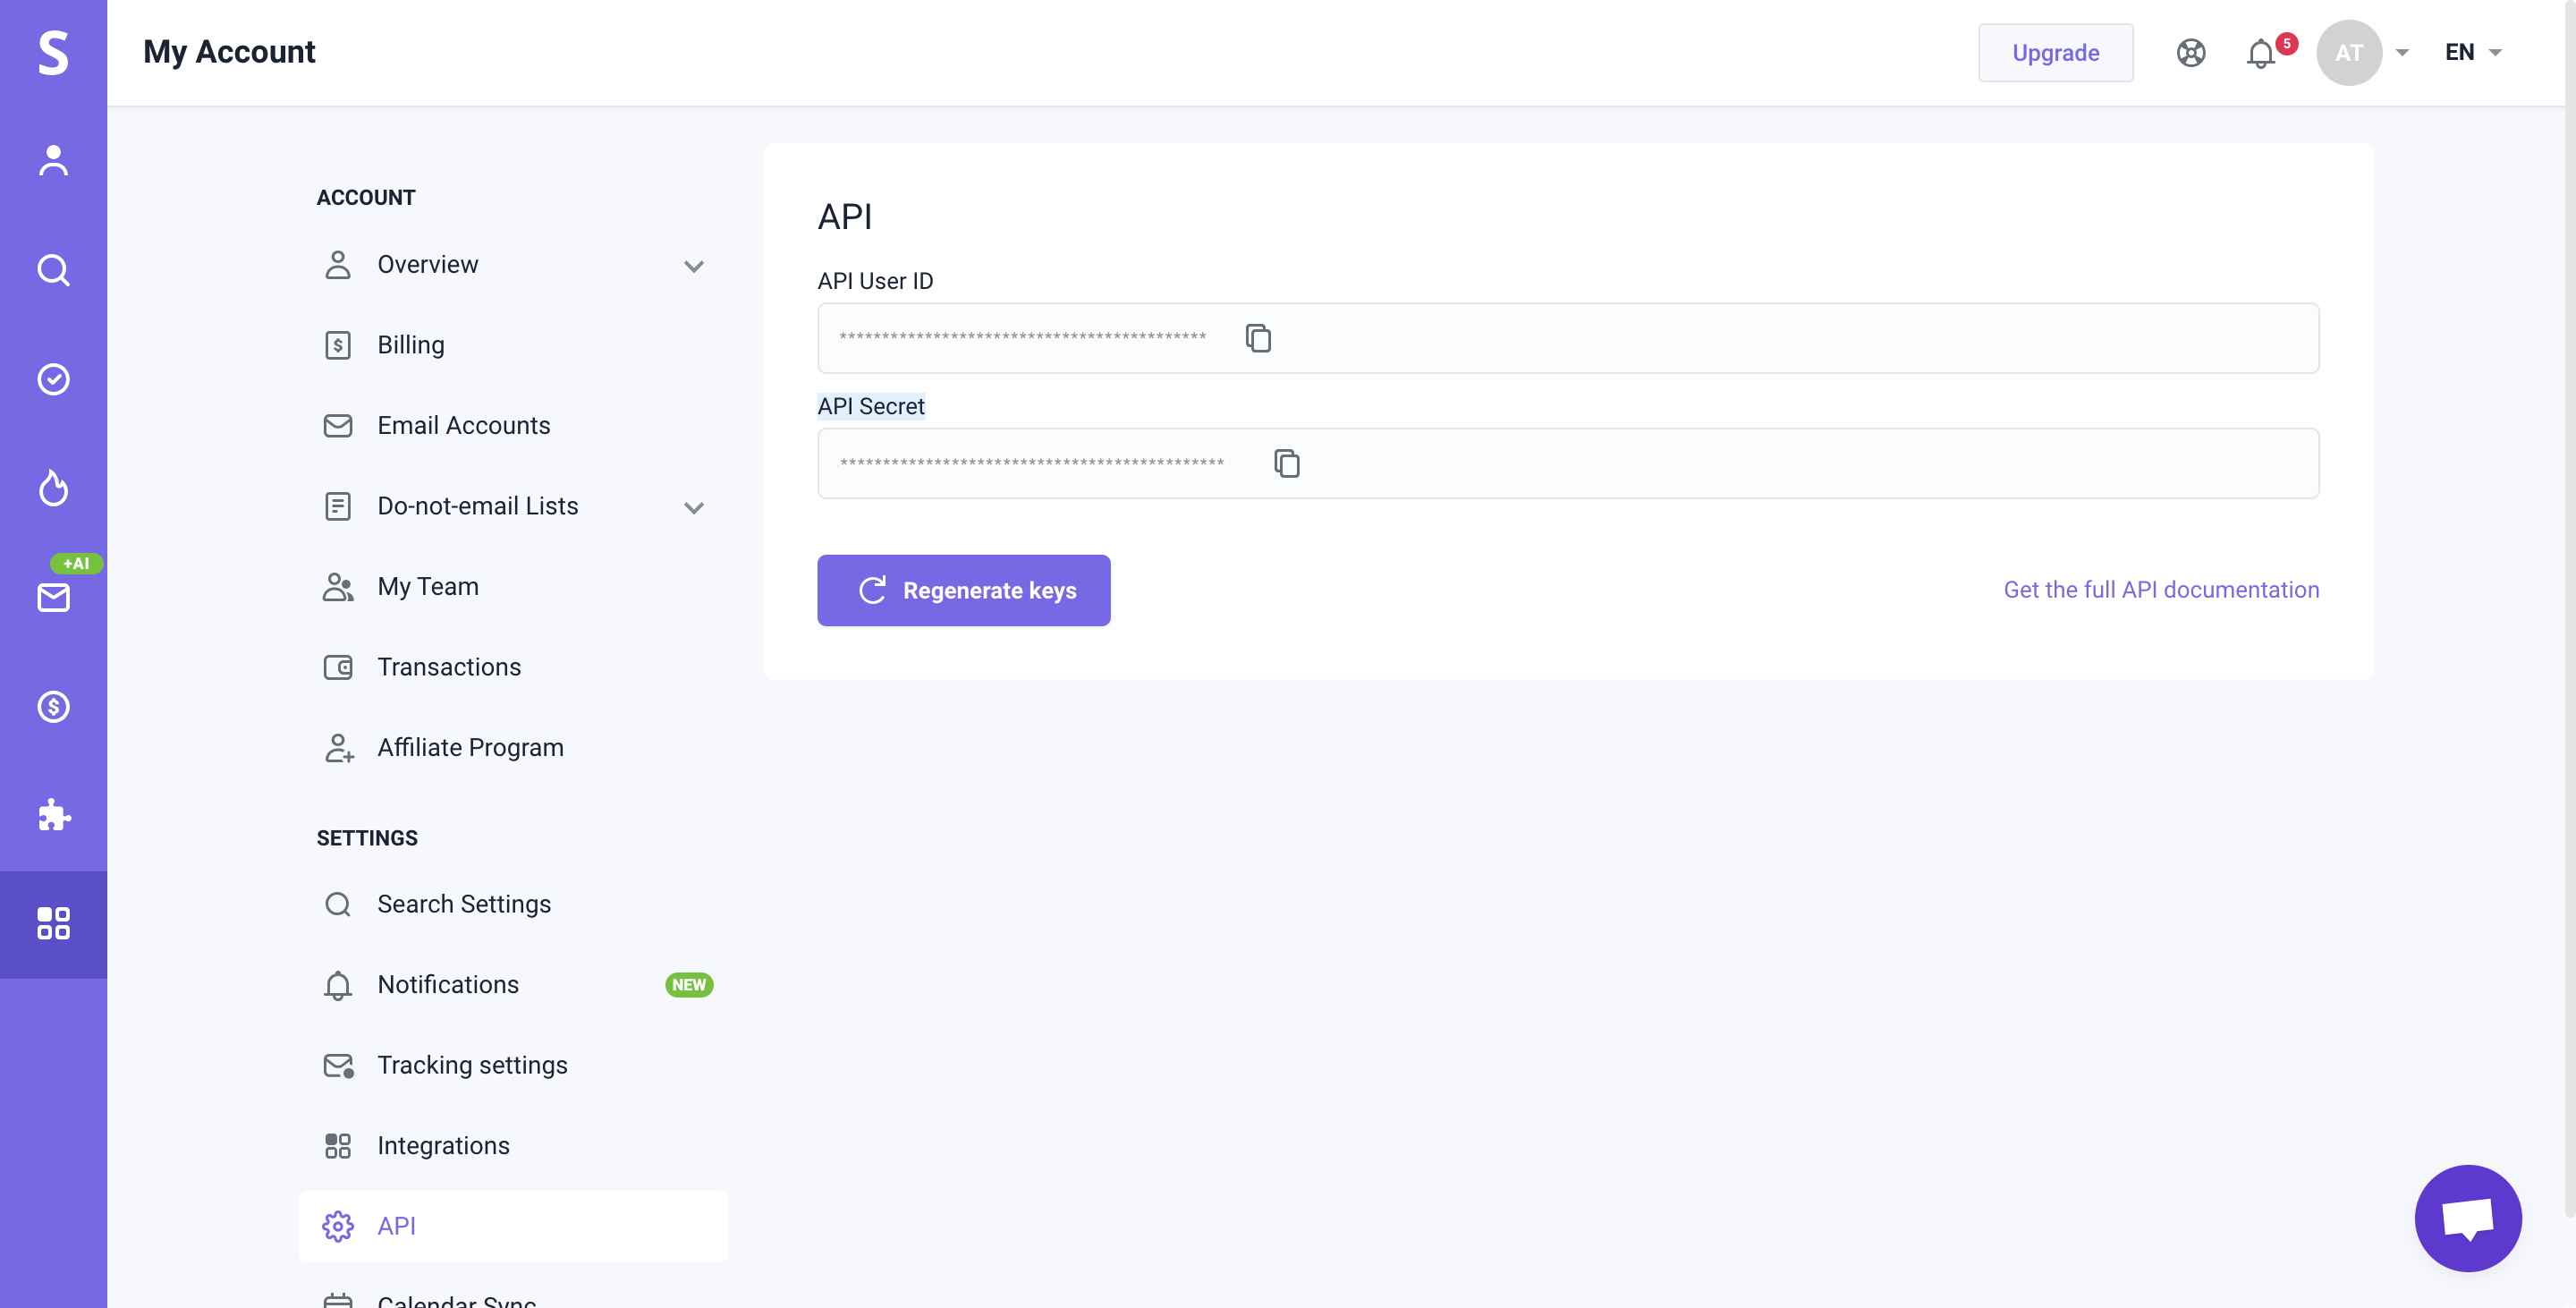 S
My Account
Upgrade
5
AT
EN
ACCOUNT
Overview
Billing
Email Accounts
Do-not-email Lists
My Team
Transactions
Affiliate Program
SETTINGS
Search Settings
Notifications
NEW
Tracking settings
Integrations
API
Calendar Sync
+AI
API
API User ID
*******************************************
API Secret
*********************************************
Regenerate keys
Get the full API documentation